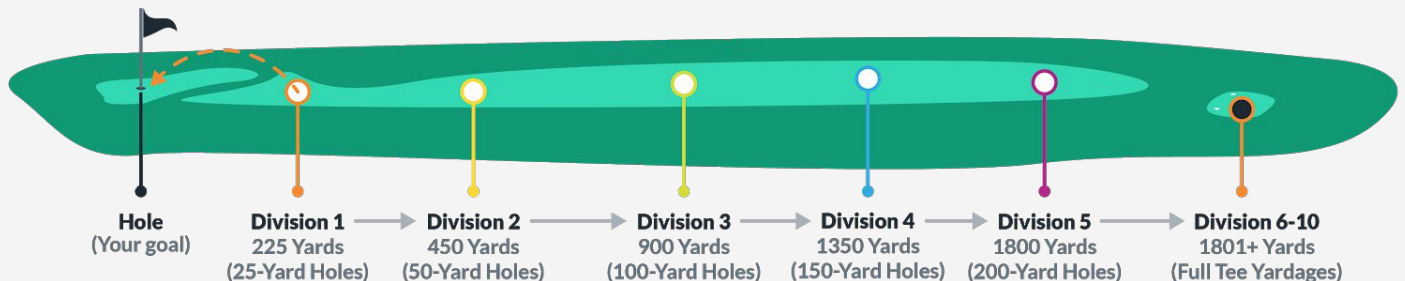 Hole
(Your goal)
Division 1
225 Yards
(25-Yard Holes)
Division 2
450 Yards
(50-Yard Holes)
Division 3
900 Yards
(100-Yard Holes)
Division 4
1350 Yards
(150-Yard Holes)
Division 5
1800 Yards
(200-Yard Holes)
Division 6-10
1801+ Yards
(Full Tee Yardages)